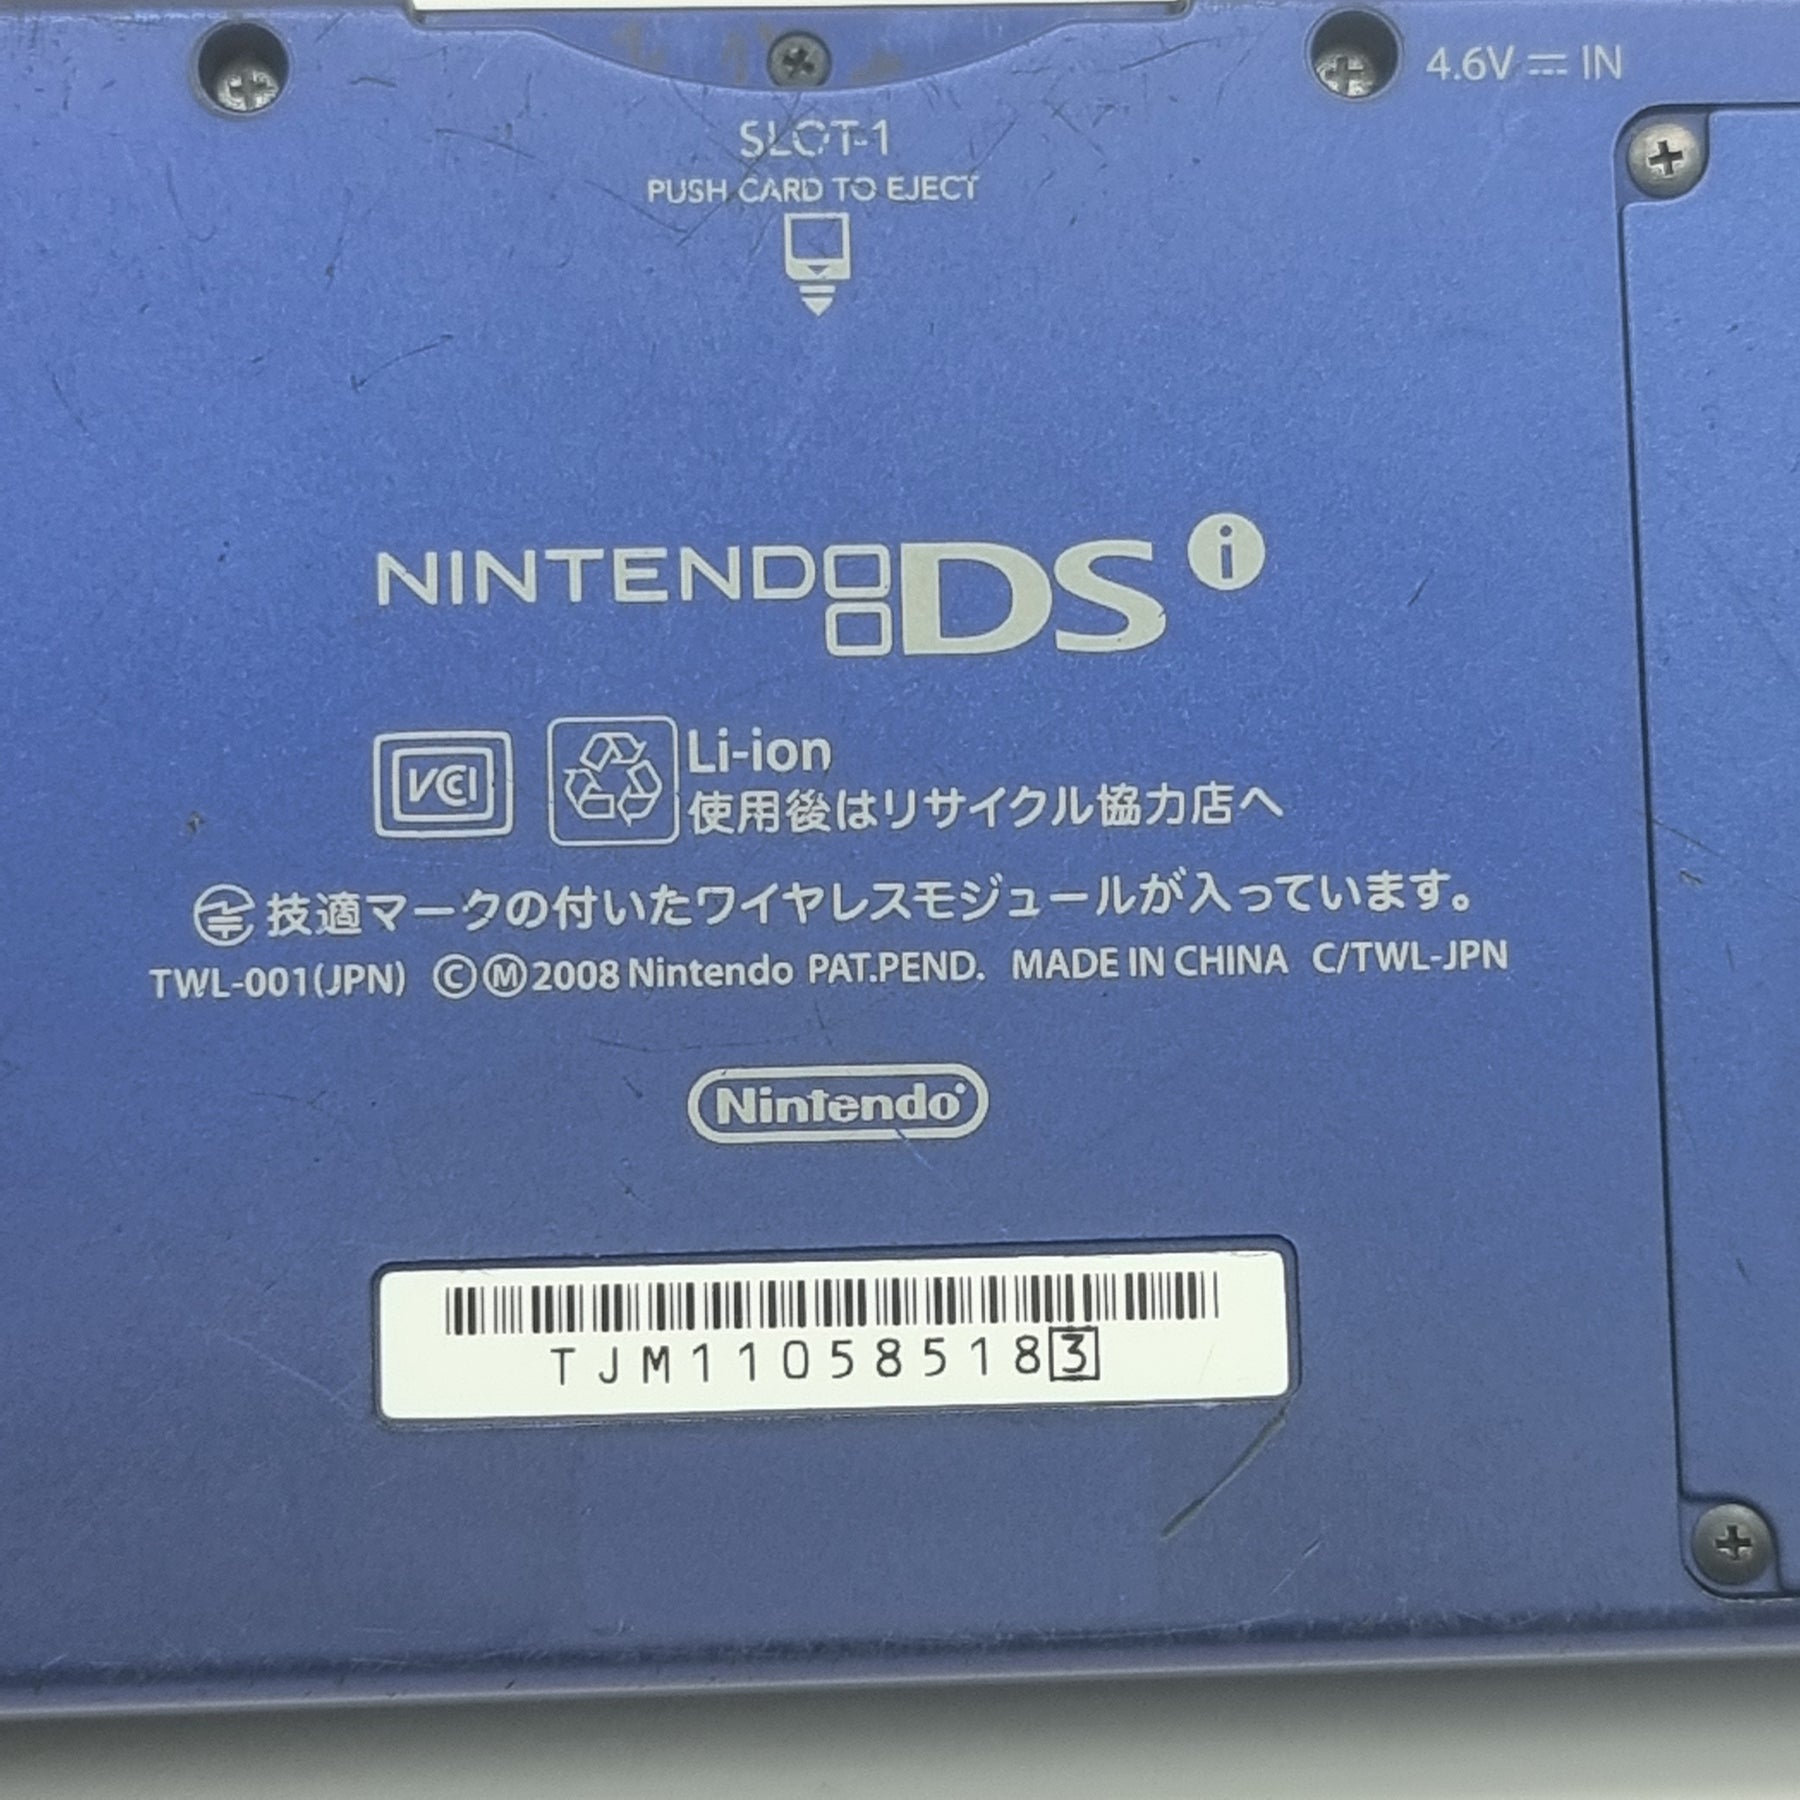 4.6V ⎓ IN
SLOT-1
PUSH CARD TO EJECT
NINTENDO DS i
VCCI
Li-ion
使用後はリサイクル協力店へ
技適マークの付いたワイヤレスモジュールが入っています。
TWL-001(JPN) ©Ⓜ2008 Nintendo PAT.PEND. MADE IN CHINA C/TWL-JPN
Nintendo®
TJM110585183